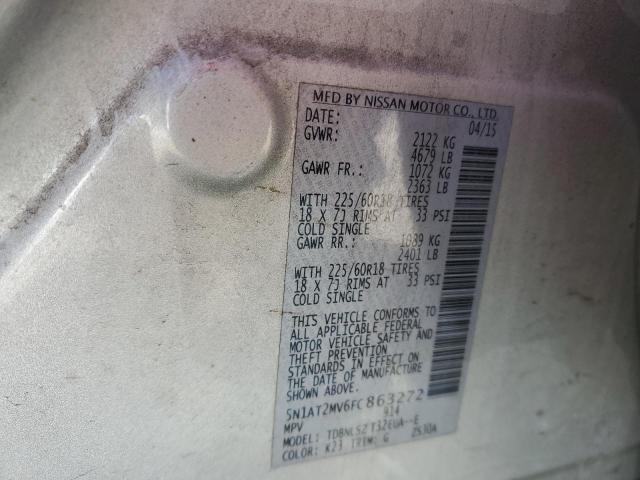 MFD BY NISSAN MOTOR CO., LTD.
DATE: 04/15
GVWR: 2122 KG
4679 LB
GAWR FR.: 1072 KG
2363 LB
WITH 225/60R18 TIRES
18 X 7J RIMS AT 33 PSI
COLD SINGLE
GAWR RR.: 1089 KG
2401 LB
WITH 225/60R18 TIRES
18 X 7J RIMS AT 33 PSI
COLD SINGLE
THIS VEHICLE CONFORMS TO
ALL APPLICABLE FEDERAL
MOTOR VEHICLE SAFETY AND
THEFT PREVENTION
STANDARDS IN EFFECT ON
THE DATE OF MANUFACTURE
SHOWN ABOVE.
5N1AT2MV6FC863272
MPV 914
MODEL:
COLOR: K23 TRIM: G 2530A